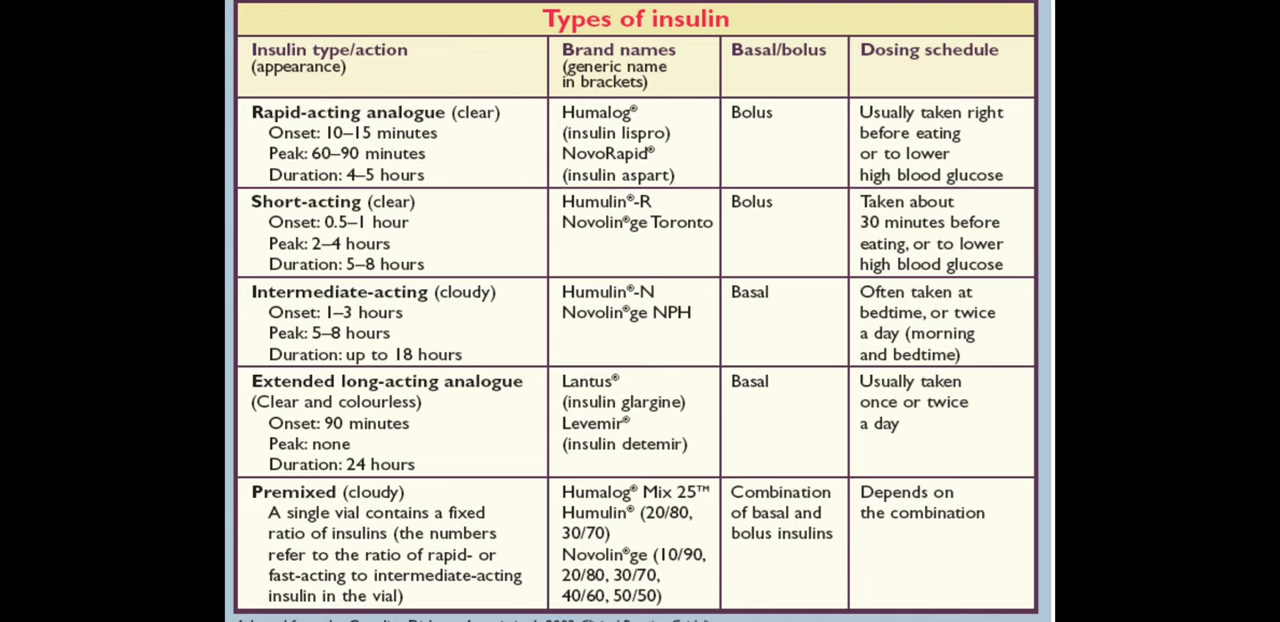 Types of insulin
Insulin type/action
(appearance)
Brand names
(generic name
in brackets)
Basal/bolus
Dosing schedule
Rapid-acting analogue (clear)
Onset: 10–15 minutes
Peak: 60–90 minutes
Duration: 4–5 hours
Humalog®
(insulin lispro)
NovoRapid®
(insulin aspart)
Bolus
Usually taken right
before eating
or to lower
high blood glucose
Short-acting (clear)
Onset: 0.5–1 hour
Peak: 2–4 hours
Duration: 5–8 hours
Humulin®-R
Novolin®ge Toronto
Bolus
Taken about
30 minutes before
eating, or to lower
high blood glucose
Intermediate-acting (cloudy)
Onset: 1–3 hours
Peak: 5–8 hours
Duration: up to 18 hours
Humulin®-N
Novolin®ge NPH
Basal
Often taken at
bedtime, or twice
a day (morning
and bedtime)
Extended long-acting analogue
(Clear and colourless)
Onset: 90 minutes
Peak: none
Duration: 24 hours
Lantus®
(insulin glargine)
Levemir®
(insulin detemir)
Basal
Usually taken
once or twice
a day
Premixed (cloudy)
A single vial contains a fixed
ratio of insulins (the numbers
refer to the ratio of rapid- or
fast-acting to intermediate-acting
insulin in the vial)
Humalog® Mix 25™
Humulin® (20/80,
30/70)
Novolin®ge (10/90,
20/80, 30/70,
40/60, 50/50)
Combination
of basal and
bolus insulins
Depends on
the combination